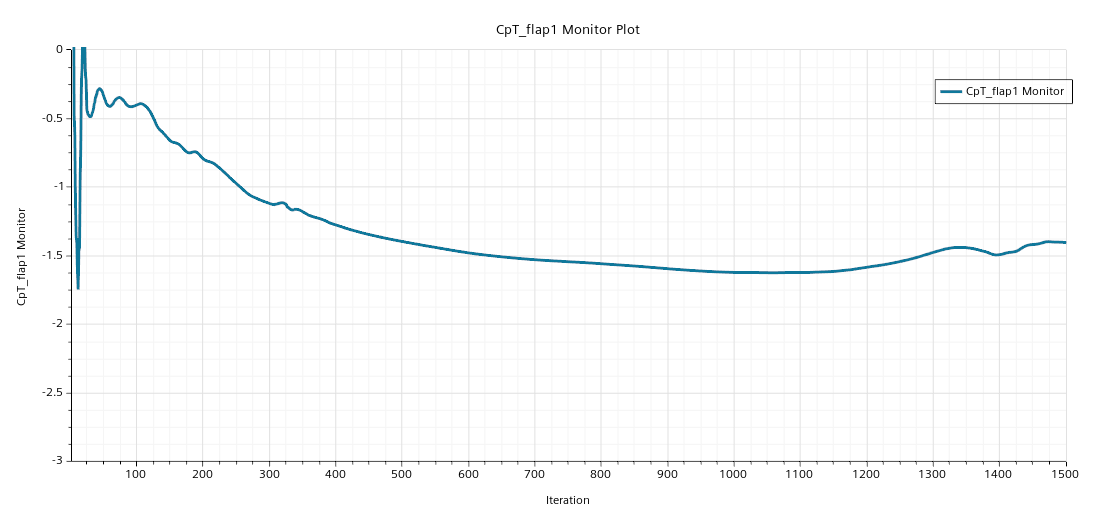 CpT_flap1 Monitor Plot
CpT_flap1 Monitor
0
-0.5
-1
-1.5
-2
-2.5
-3
CpT_flap1 Monitor
100 200 300 400 500 600 700 800 900 1000 1100 1200 1300 1400 1500
Iteration